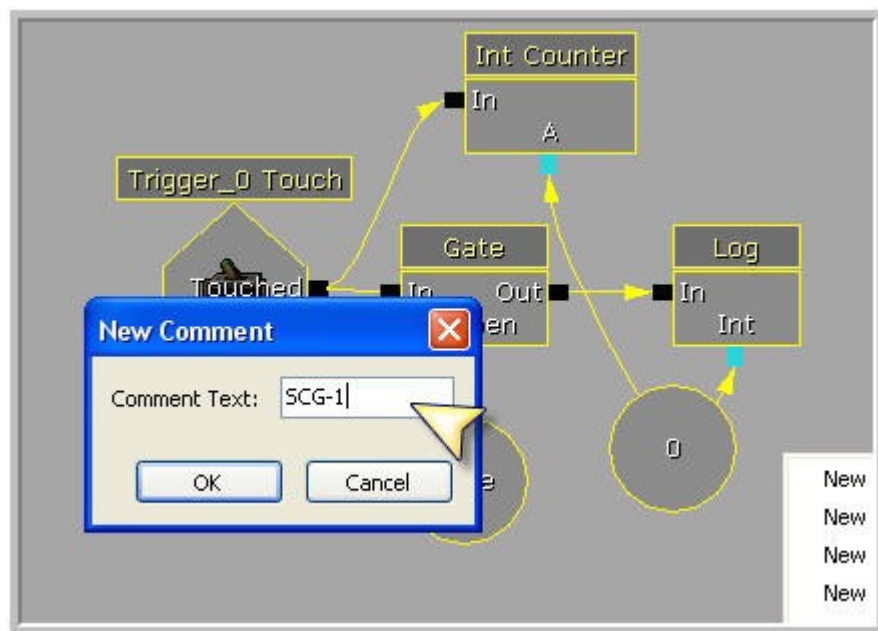 Int Counter
In
A
Trigger_0 Touch
Touched
Gate
In Out
en
Log
In
Int
New Comment
Comment Text: SCG-1
OK Cancel
e
0
New
New
New
New